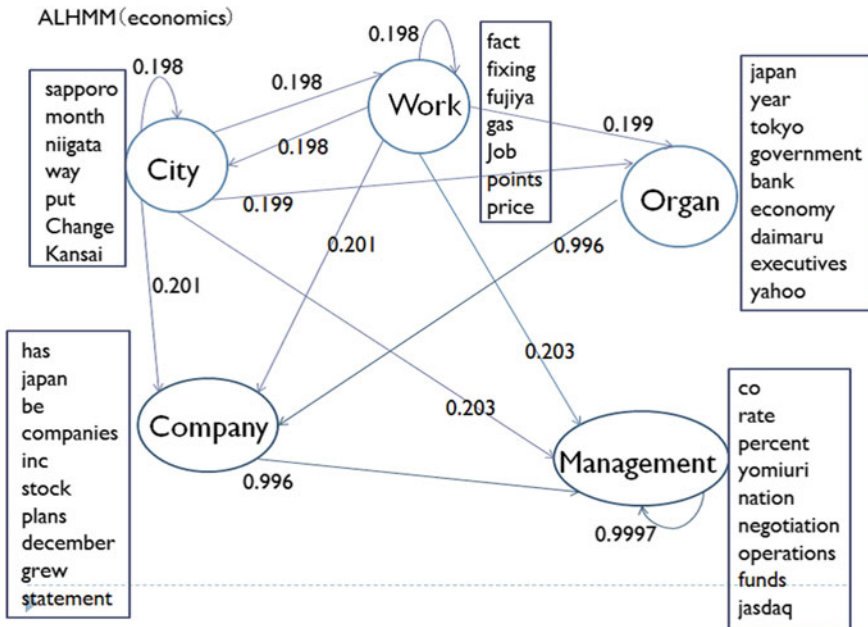 ALHMM(economics)
0.198
0.198
0.198
0.198
0.199
0.199
0.201
0.201
0.996
0.203
0.203
0.996
0.9997
City
Work
Organ
Company
Management
sapporo
month
niigata
way
put
Change
Kansai
fact
fixing
fujiya
gas
Job
points
price
japan
year
tokyo
government
bank
economy
daimaru
executives
yahoo
has
japan
be
companies
inc
stock
plans
december
grew
statement
co
rate
percent
yomiuri
nation
negotiation
operations
funds
jasdaq